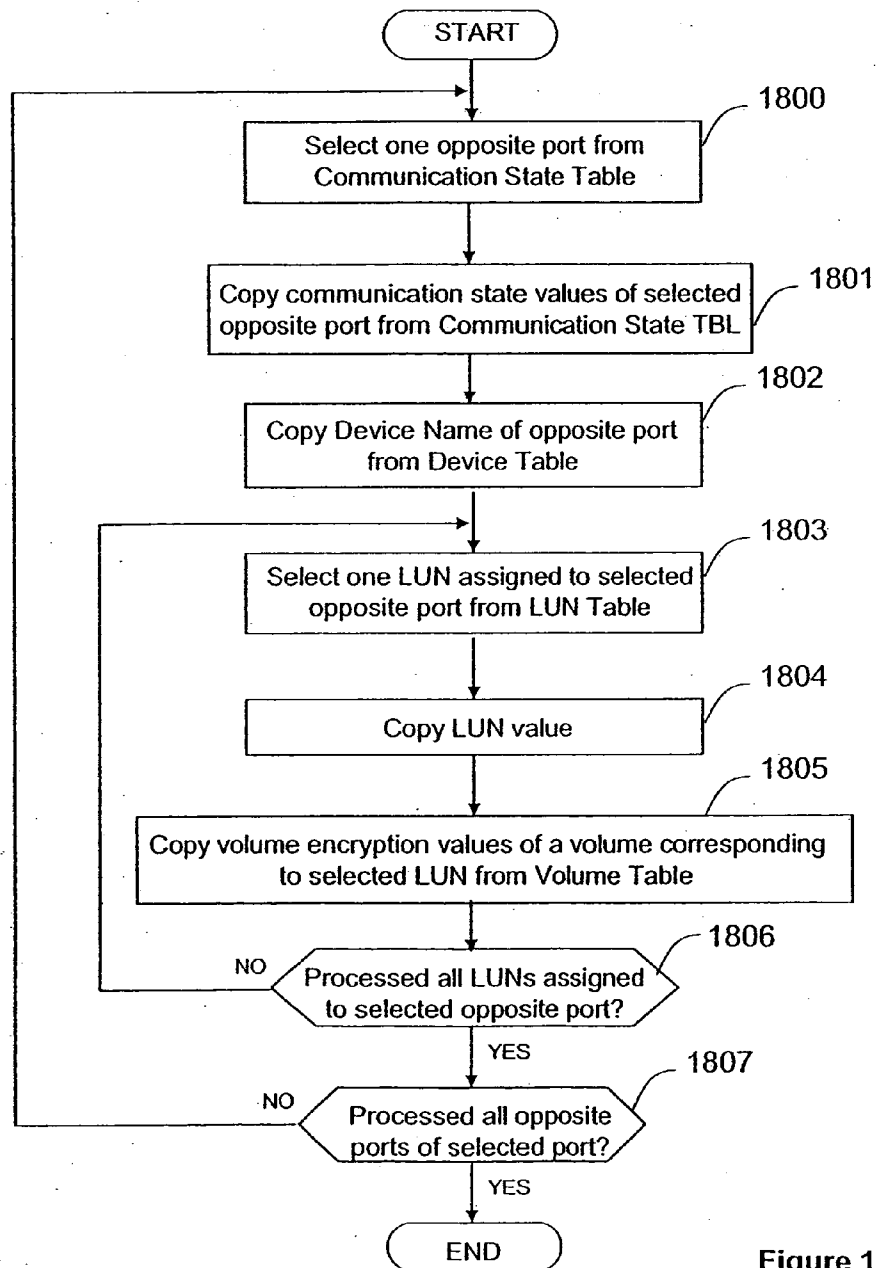 START
1800
Select one opposite port from
Communication State Table
1801
Copy communication state values of selected
opposite port from Communication State TBL
1802
Copy Device Name of opposite port
from Device Table
1803
Select one LUN assigned to selected
opposite port from LUN Table
1804
Copy LUN value
1805
Copy volume encryption values of a volume corresponding
to selected LUN from Volume Table
1806
NO
Processed all LUNs assigned
to selected opposite port?
YES
1807
NO
Processed all opposite
ports of selected port?
YES
END
Figure 1